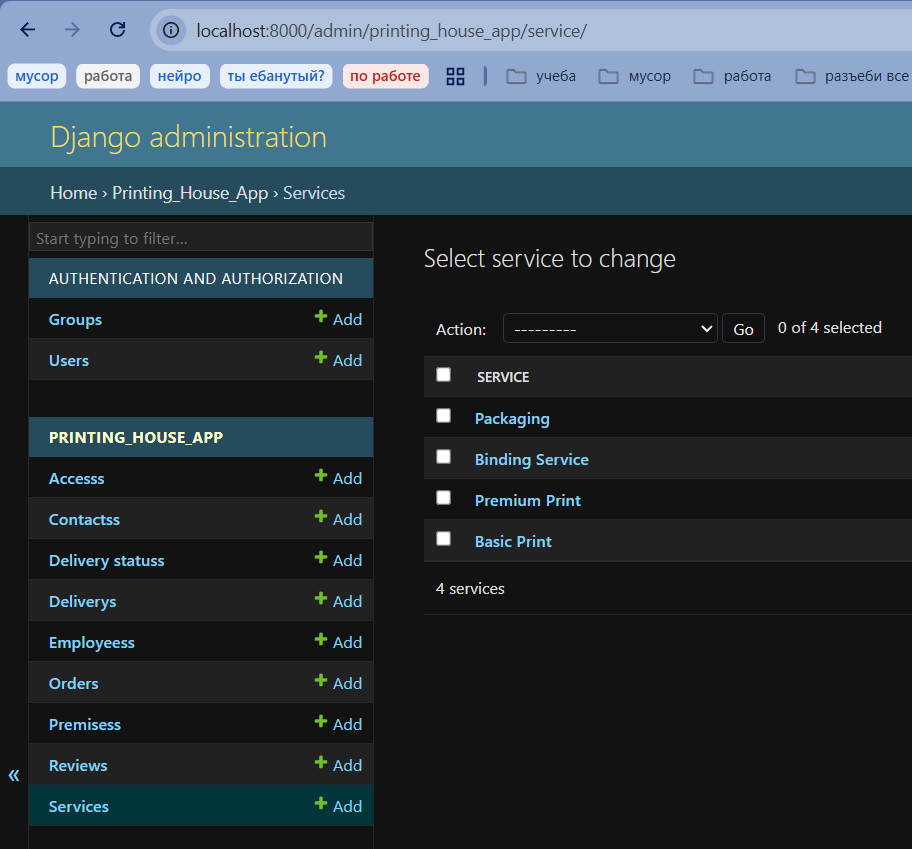 localhost:8000/admin/printing_house_app/service/
мусор работа нейро ты ебанутый? по работе учеба мусор работа разъеби все
Django administration
Home › Printing_House_App › Services
Start typing to filter...
AUTHENTICATION AND AUTHORIZATION
Groups + Add
Users + Add
PRINTING_HOUSE_APP
Accesss + Add
Contactss + Add
Delivery statuss + Add
Deliverys + Add
Employeess + Add
Orders + Add
Premisess + Add
Reviews + Add
Services + Add
«
Select service to change
Action: --------- Go 0 of 4 selected
SERVICE
Packaging
Binding Service
Premium Print
Basic Print
4 services